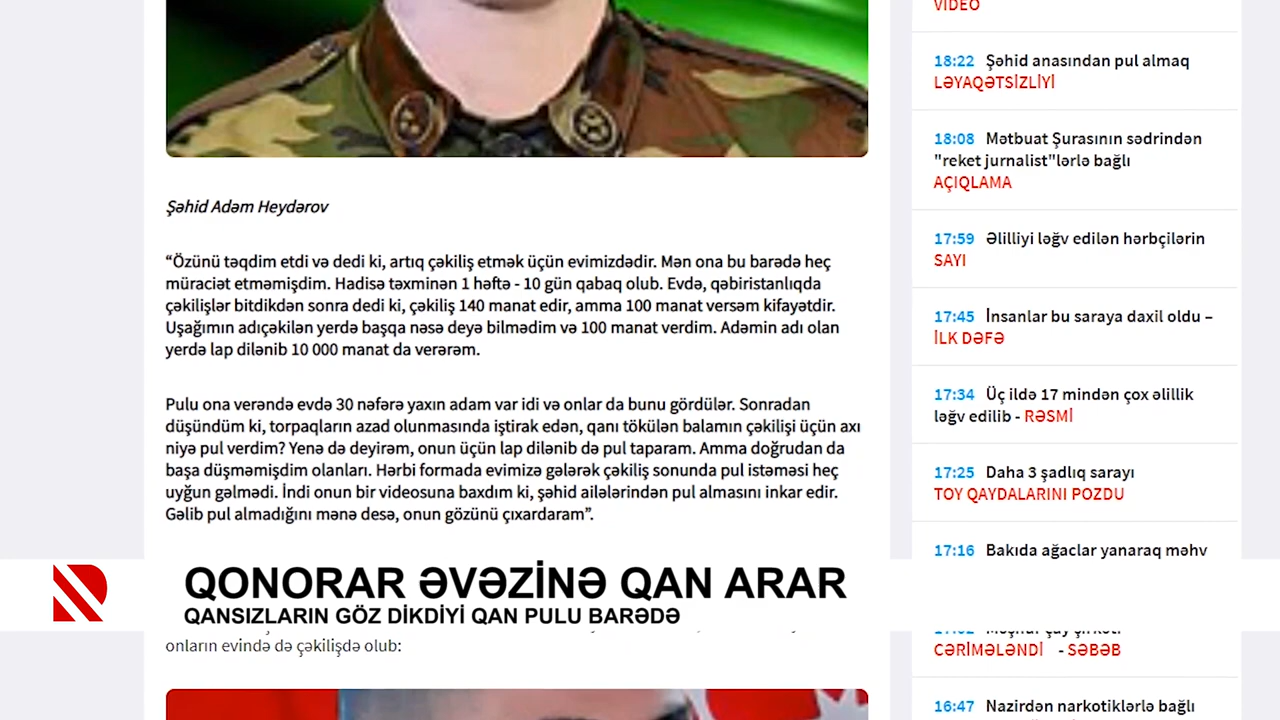 Şəhid Adəm Heydərov
“Özünü təqdim etdi və dedi ki, artıq çəkiliş etmək üçün evimizdədir. Mən ona bu barədə heç
müraciət etməmişdim. Hadisə təxminən 1 həftə - 10 gün qabaq olub. Evdə, qəbiristanlıqda
çəkilişlər bitdikdən sonra dedi ki, çəkiliş 140 manat edir, amma 100 manat versəm kifayətdir.
Uşağımın adıçəkilən yerdə başqa nəsə deyə bilmədim və 100 manat verdim. Adəmin adı olan
yerdə lap dilənib 10 000 manat da verərəm.
Pulu ona verəndə evdə 30 nəfərə yaxın adam var idi və onlar da bunu gördülər. Sonradan
düşündüm ki, torpaqların azad olunmasında iştirak edən, qanı tökülən balamın çəkilişi üçün axı
niyə pul verdim? Yenə də deyirəm, onun üçün lap dilənib də pul taparam. Amma doğrudan da
başa düşməmişdim olanları. Hərbi formada evimizə gələrək çəkiliş sonunda pul istəməsi heç
uyğun gəlmədi. İndi onun bir videosuna baxdım ki, şəhid ailələrindən pul almasını inkar edir.
Gəlib pul almadığını mənə desə, onun gözünü çıxardaram”.
QONORAR ƏVƏZİNƏ QAN ARAR
QANSIZLARIN GÖZ DİKDİYİ QAN PULU BARƏDƏ
onların evində də çəkilişdə olub:
VİDEO
18:22 Şəhid anasından pul almaq
LƏYAQƏTSİZLİYİ
18:08 Mətbuat Şurasının sədrindən
"reket jurnalist"lərlə bağlı
AÇIQLAMA
17:59 Əlilliyi ləğv edilən hərbçilərin
SAYI
17:45 İnsanlar bu saraya daxil oldu –
İLK DƏFƏ
17:34 Üç ildə 17 mindən çox əlillik
ləğv edilib - RƏSMİ
17:25 Daha 3 şadlıq sarayı
TOY QAYDALARINI POZDU
17:16 Bakıda ağaclar yanaraq məhv
CƏRİMƏLƏNDİ - SƏBƏB
16:47 Nazirdən narkotiklərlə bağlı